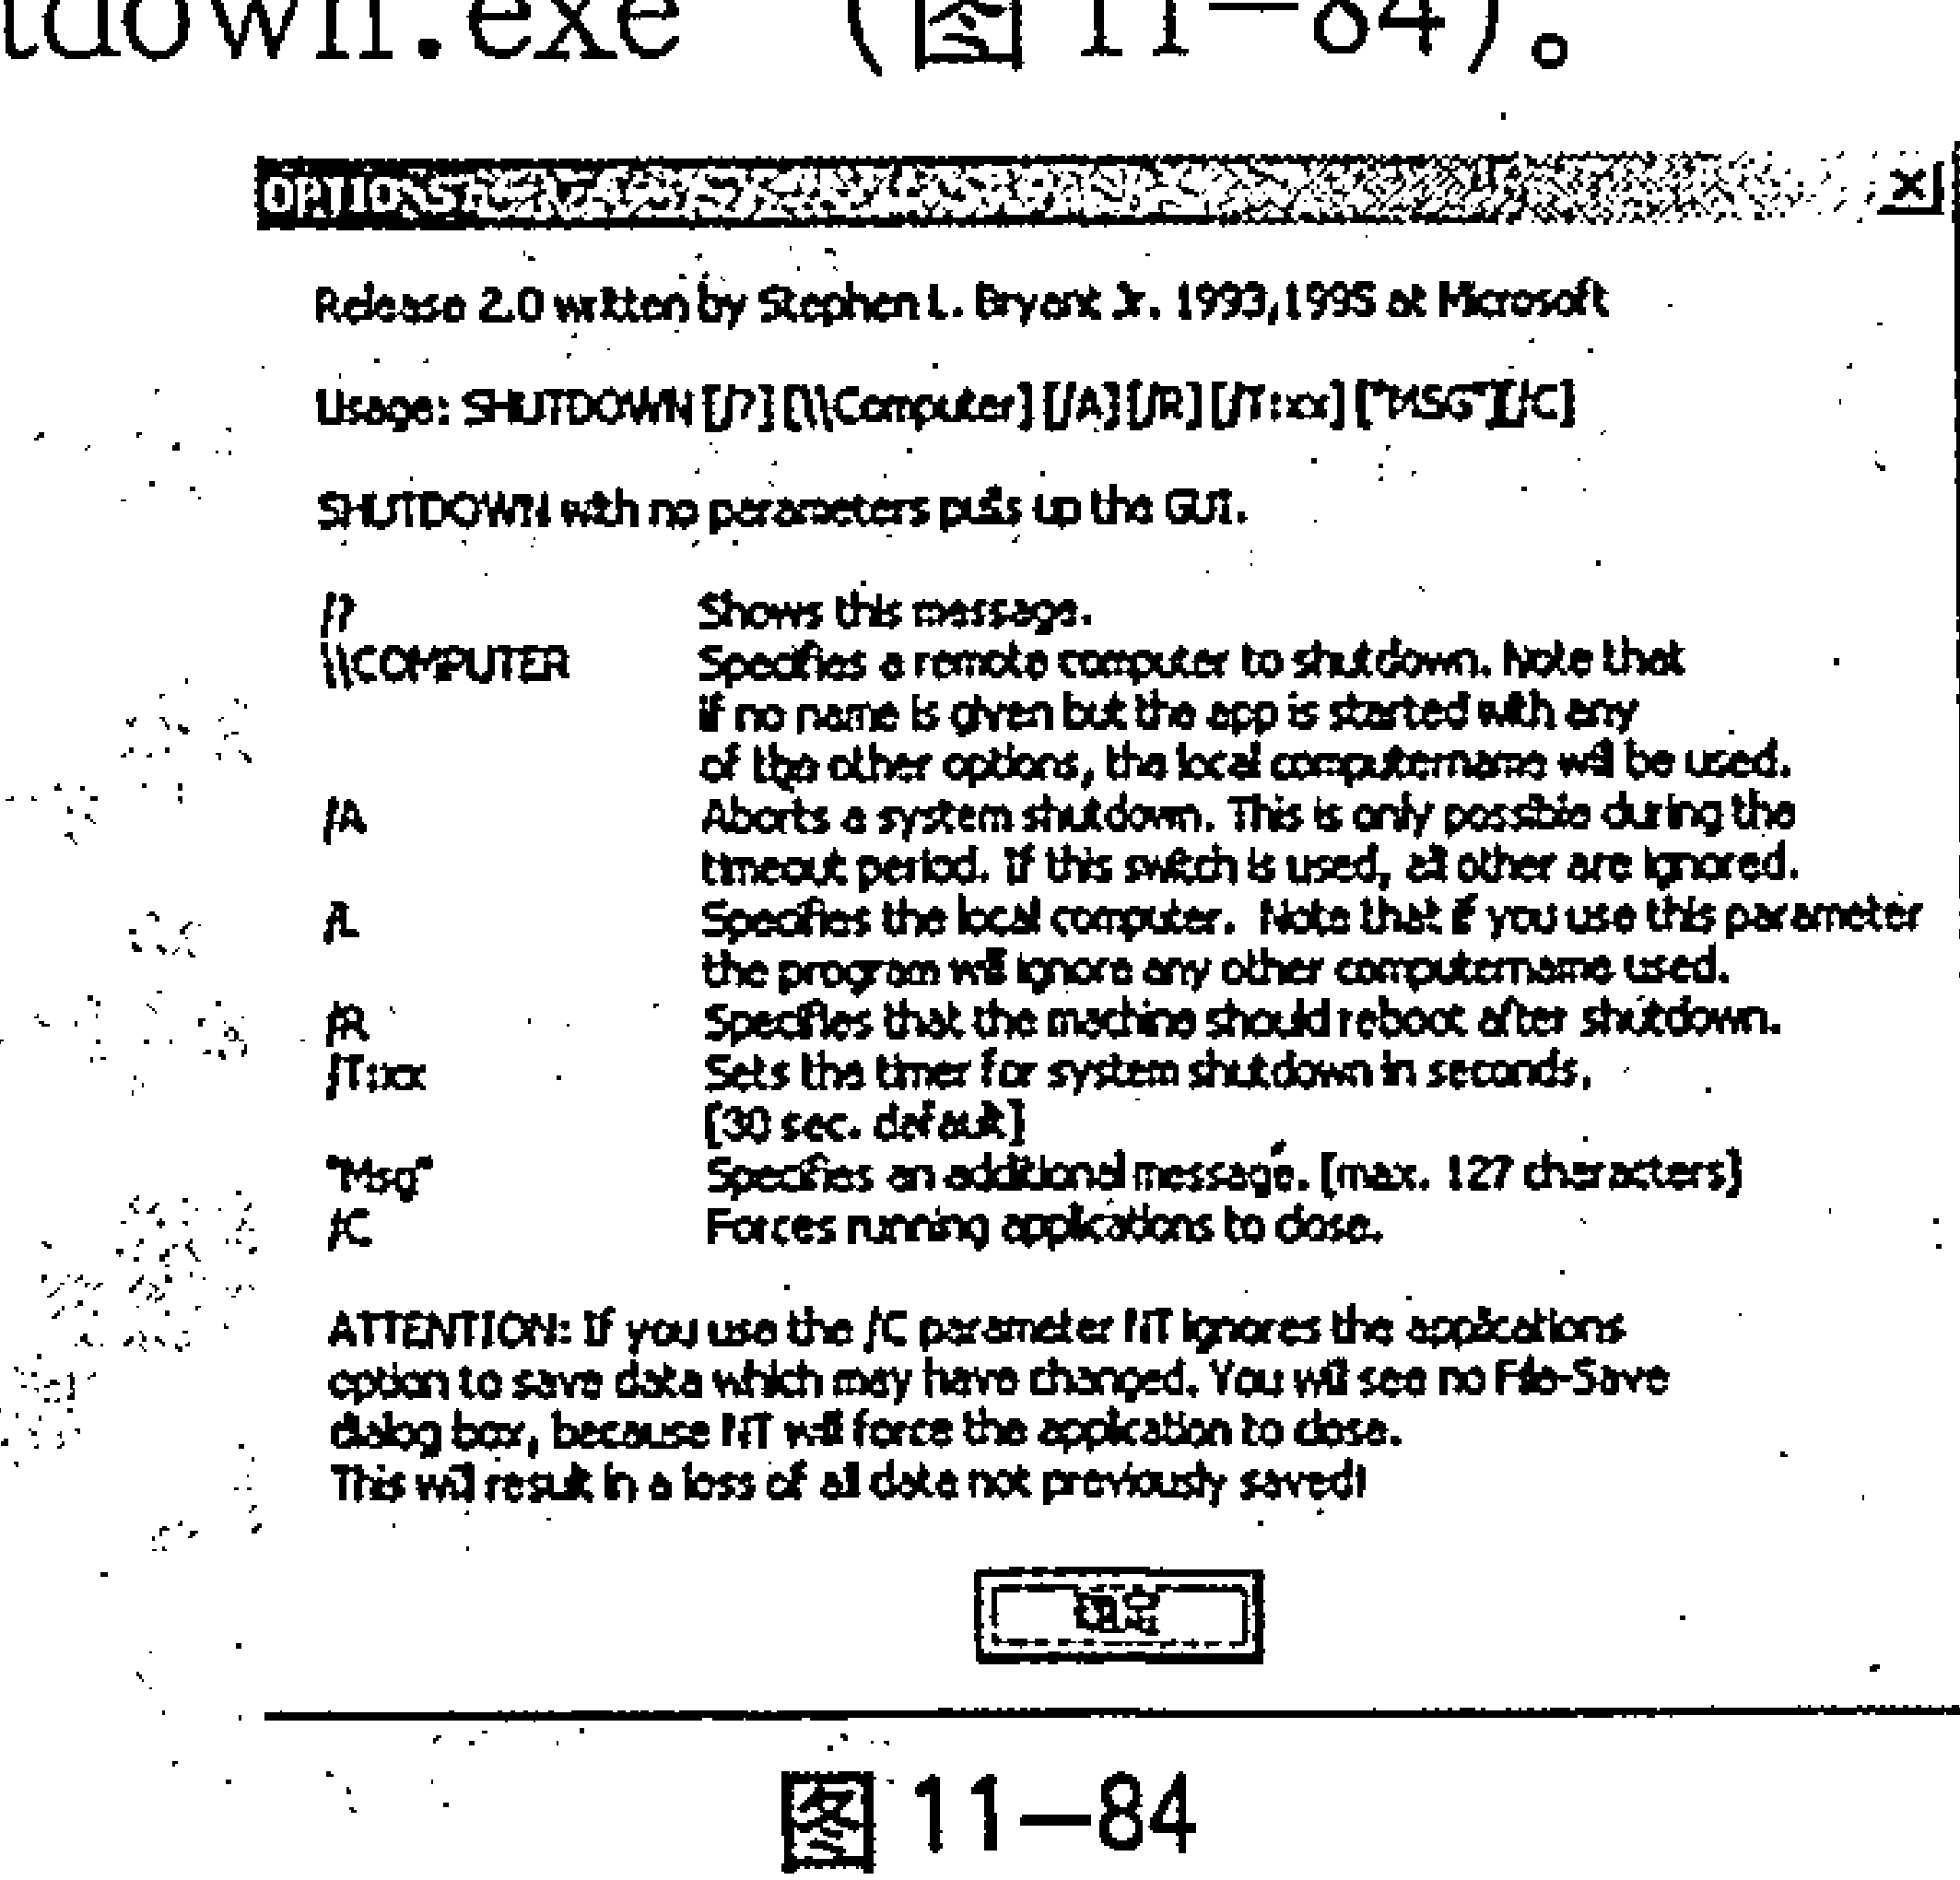 tdown.exe (图 11—84)。
OPTIONS
Release 2.0 written by Stephen L. Bryant Jr. 1993,1995 at Microsoft
Usage: SHUTDOWN [/?] [\\Computer] [/A] [/R] [/T:xx] ["MSG"] [/C]
SHUTDOWN with no parameters pulls up the GUI.
/? Shows this message.
\\COMPUTER Specifies a remote computer to shutdown. Note that
if no name is given but the app is started with any
of the other options, the local computername will be used.
/A Aborts a system shutdown. This is only possible during the
timeout period. If this switch is used, all other are ignored.
/L Specifies the local computer. Note that if you use this parameter
the program will ignore any other computername used.
/R Specifies that the machine should reboot after shutdown.
/T:xx Sets the timer for system shutdown in seconds.
[30 sec. default]
"Msg" Specifies an additional message. [max. 127 characters]
/C Forces running applications to close.
ATTENTION: If you use the /C parameter NT ignores the applications
option to save data which may have changed. You will see no File-Save
dialog box, because NT will force the application to close.
This will result in a loss of all data not previously saved!
图 11—84